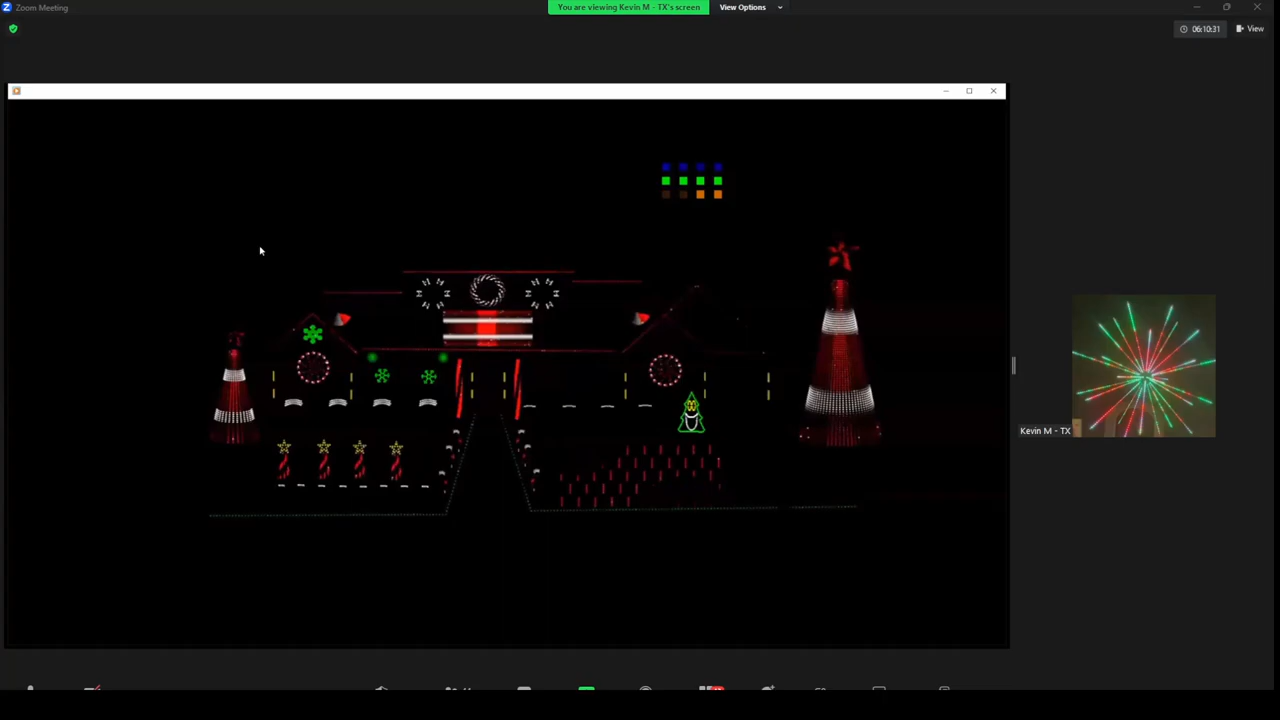 Zoom Meeting
You are viewing Kevin M - TX's screen
View Options
06:10:31
View
Kevin M - TX